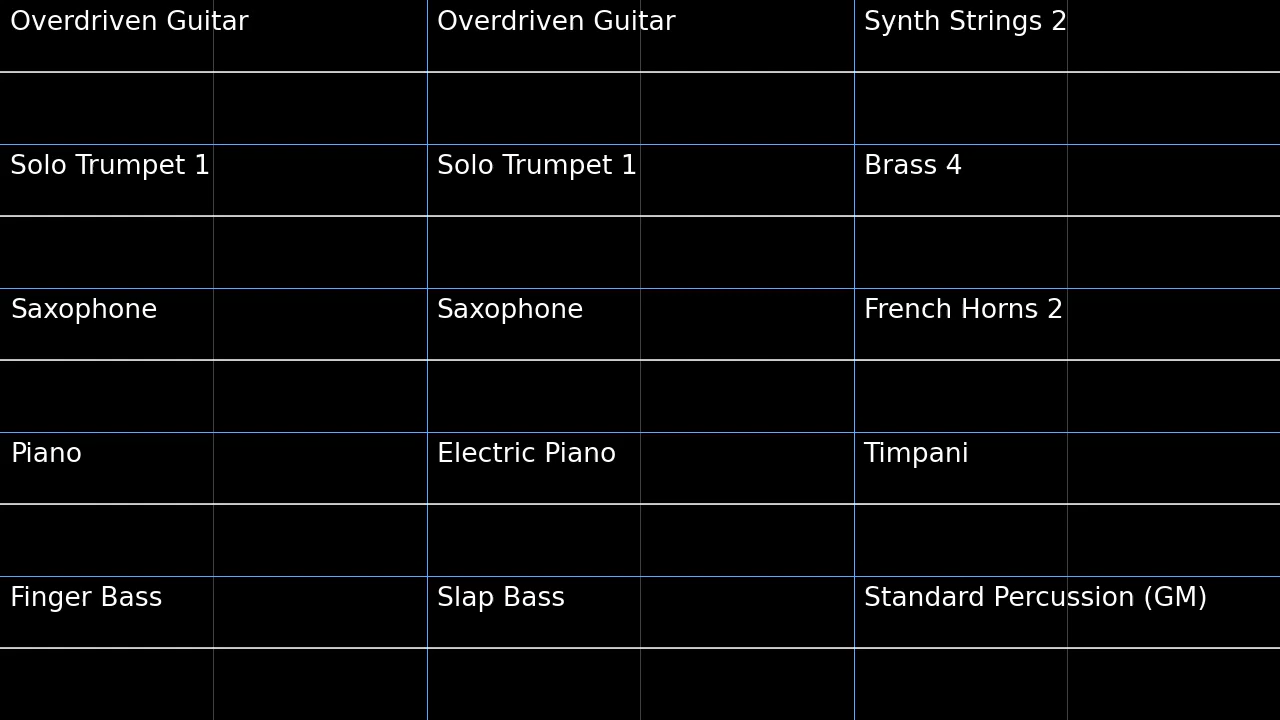 Overdriven Guitar
Overdriven Guitar
Synth Strings 2
Solo Trumpet 1
Solo Trumpet 1
Brass 4
Saxophone
Saxophone
French Horns 2
Piano
Electric Piano
Timpani
Finger Bass
Slap Bass
Standard Percussion (GM)